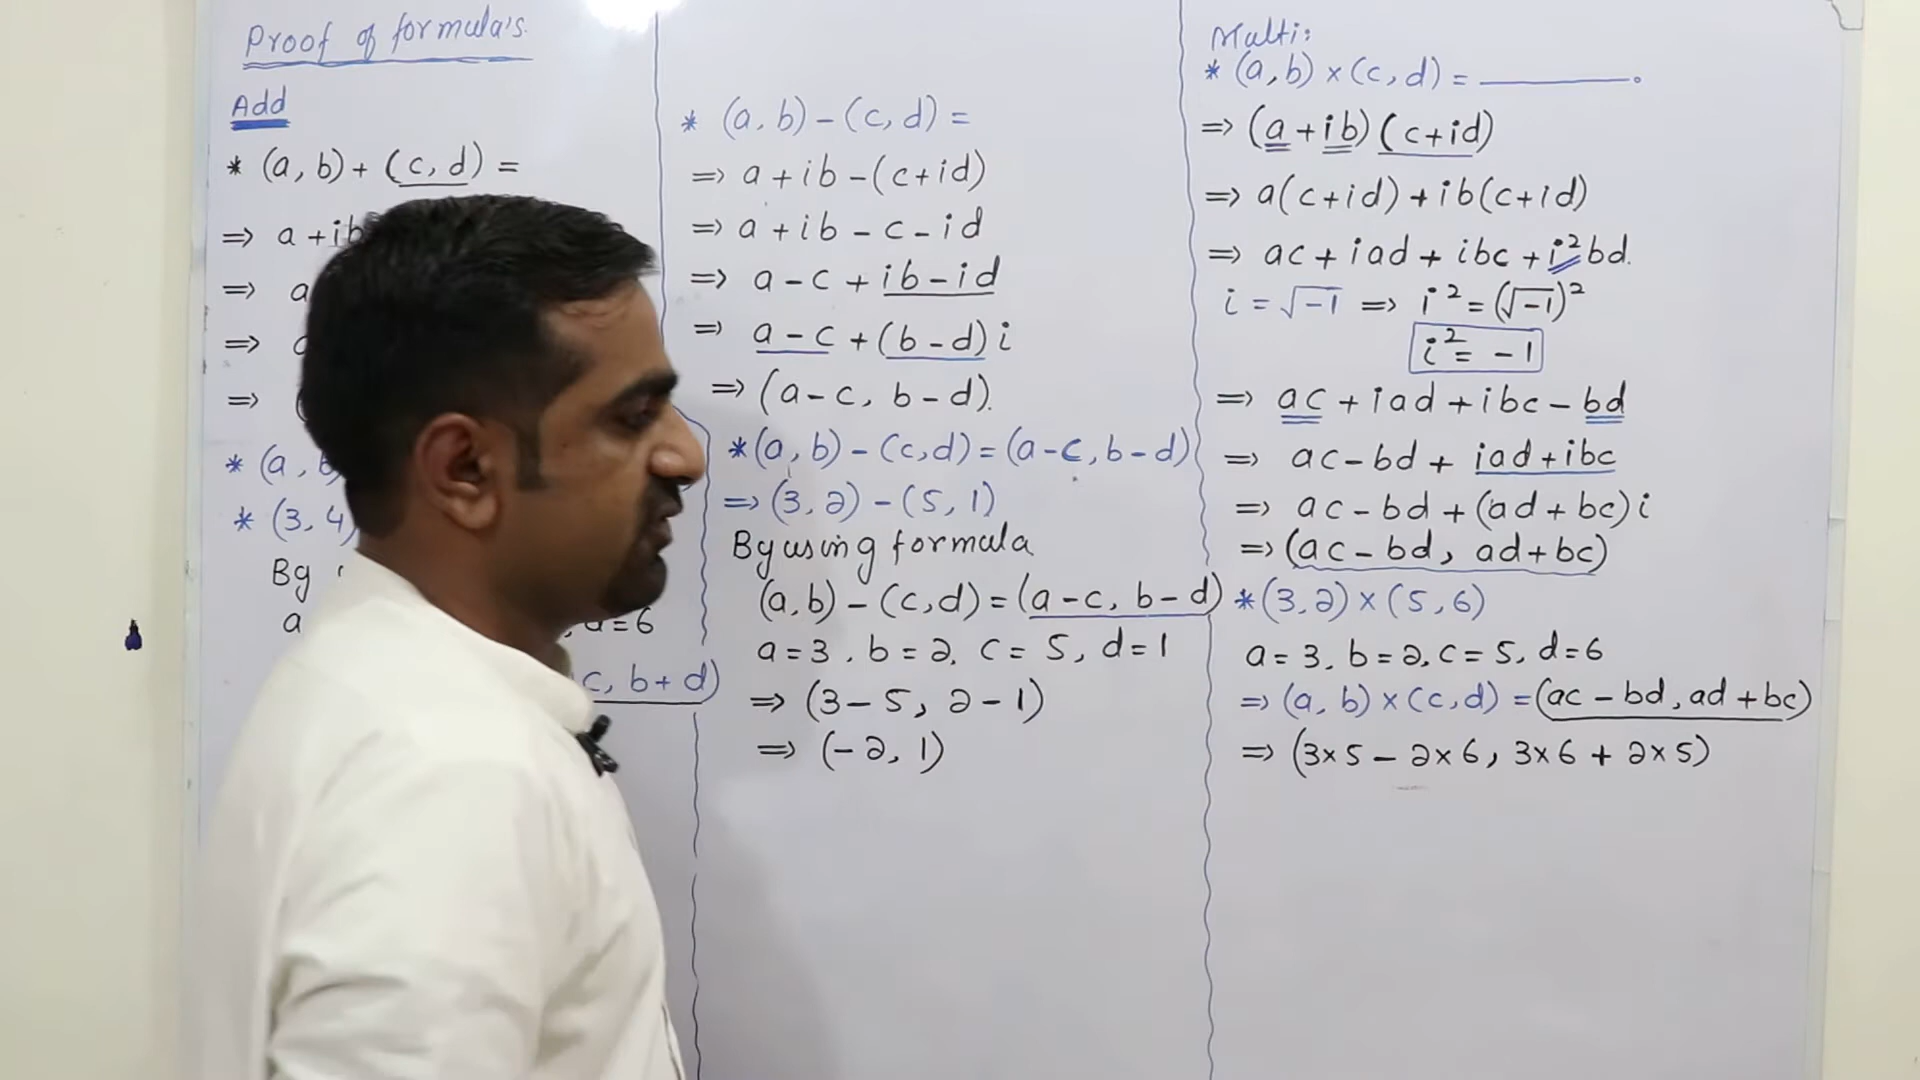 Proof of formula's.
Add
* (a, b) + (c, d) =
⇒ a + ib
⇒ a
⇒
⇒ (
* (a, b
* (3, 4)
By
a
, d = 6
c, b + d)
* (a, b) – (c, d) =
⇒ a + ib – (c + id)
⇒ a + ib – c – id
⇒ a – c + ib – id
⇒ a – c + (b – d) i
⇒ (a – c, b – d).
* (a, b) – (c, d) = (a – c, b – d)
⇒ (3, 2) – (5, 1)
By using formula
(a, b) – (c, d) = (a – c, b – d)
a = 3, b = 2, c = 5, d = 1
⇒ (3 – 5, 2 – 1)
⇒ (– 2, 1)
Multi:
* (a, b) × (c, d) = ______.
⇒ (a + ib) (c + id)
⇒ a(c + id) + ib(c + id)
⇒ ac + iad + ibc + i² bd.
i = √-1 ⇒ i² = (√-1)²
i² = – 1
⇒ ac + iad + ibc – bd
⇒ ac – bd + iad + ibc
⇒ ac – bd + (ad + bc) i
⇒ (ac – bd, ad + bc)
* (3, 2) × (5, 6)
a = 3, b = 2, c = 5, d = 6
⇒ (a, b) × (c, d) = (ac – bd, ad + bc)
⇒ (3×5 – 2×6, 3×6 + 2×5)